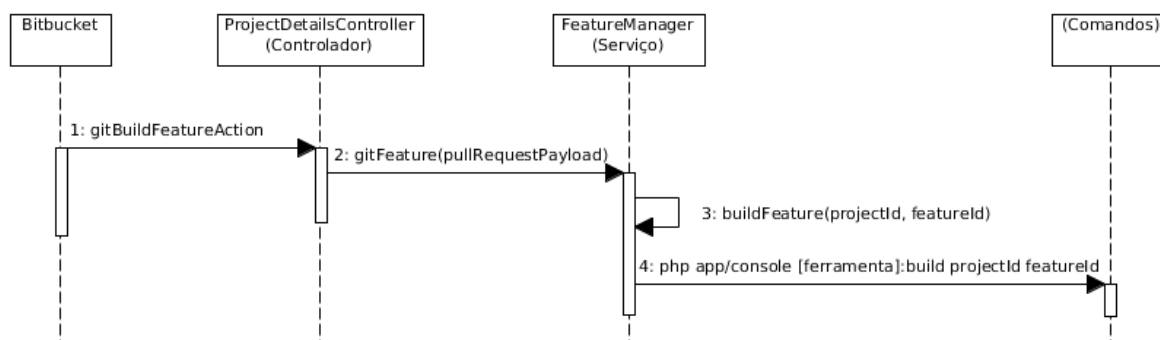 Bitbucket
ProjectDetailsController
(Controlador)
FeatureManager
(Serviço)
(Comandos)
1: gitBuildFeatureAction
2: gitFeature(pullRequestPayload)
3: buildFeature(projectId, featureId)
4: php app/console [ferramenta]:build projectId featureId